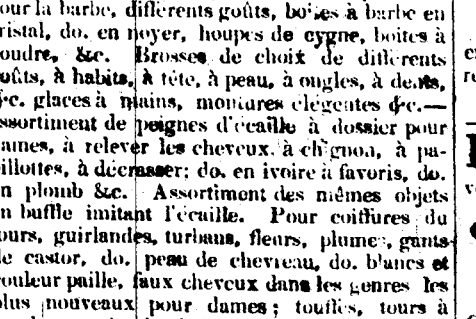 our la barbe, différents goûts, boîtes à barbe en
ristal, do. en noyer, houpes de cygne, boites à
oudre, &c. Brosses de choix de différents
oûts, à habits, à tête, à peau, à ongles, à dents,
&c. glaces à mains, montures élégentes &c.—
ssortiment de peignes d'écaille à dossier pour
ames, à relever les cheveux, à chignon, à pa-
illottes, à décrasser; do. en ivoire à favoris, do.
n plomb &c. Assortiment des mêmes objets
n buffle imitant l'écaille. Pour coiffures du
ours, guirlandes, turbans, fleurs, plumes, gants
e castor, do. peau de chevreau, do. blancs et
ouleur paille, faux cheveux dans les genres les
plus nouveaux pour dames; touffes, tours à